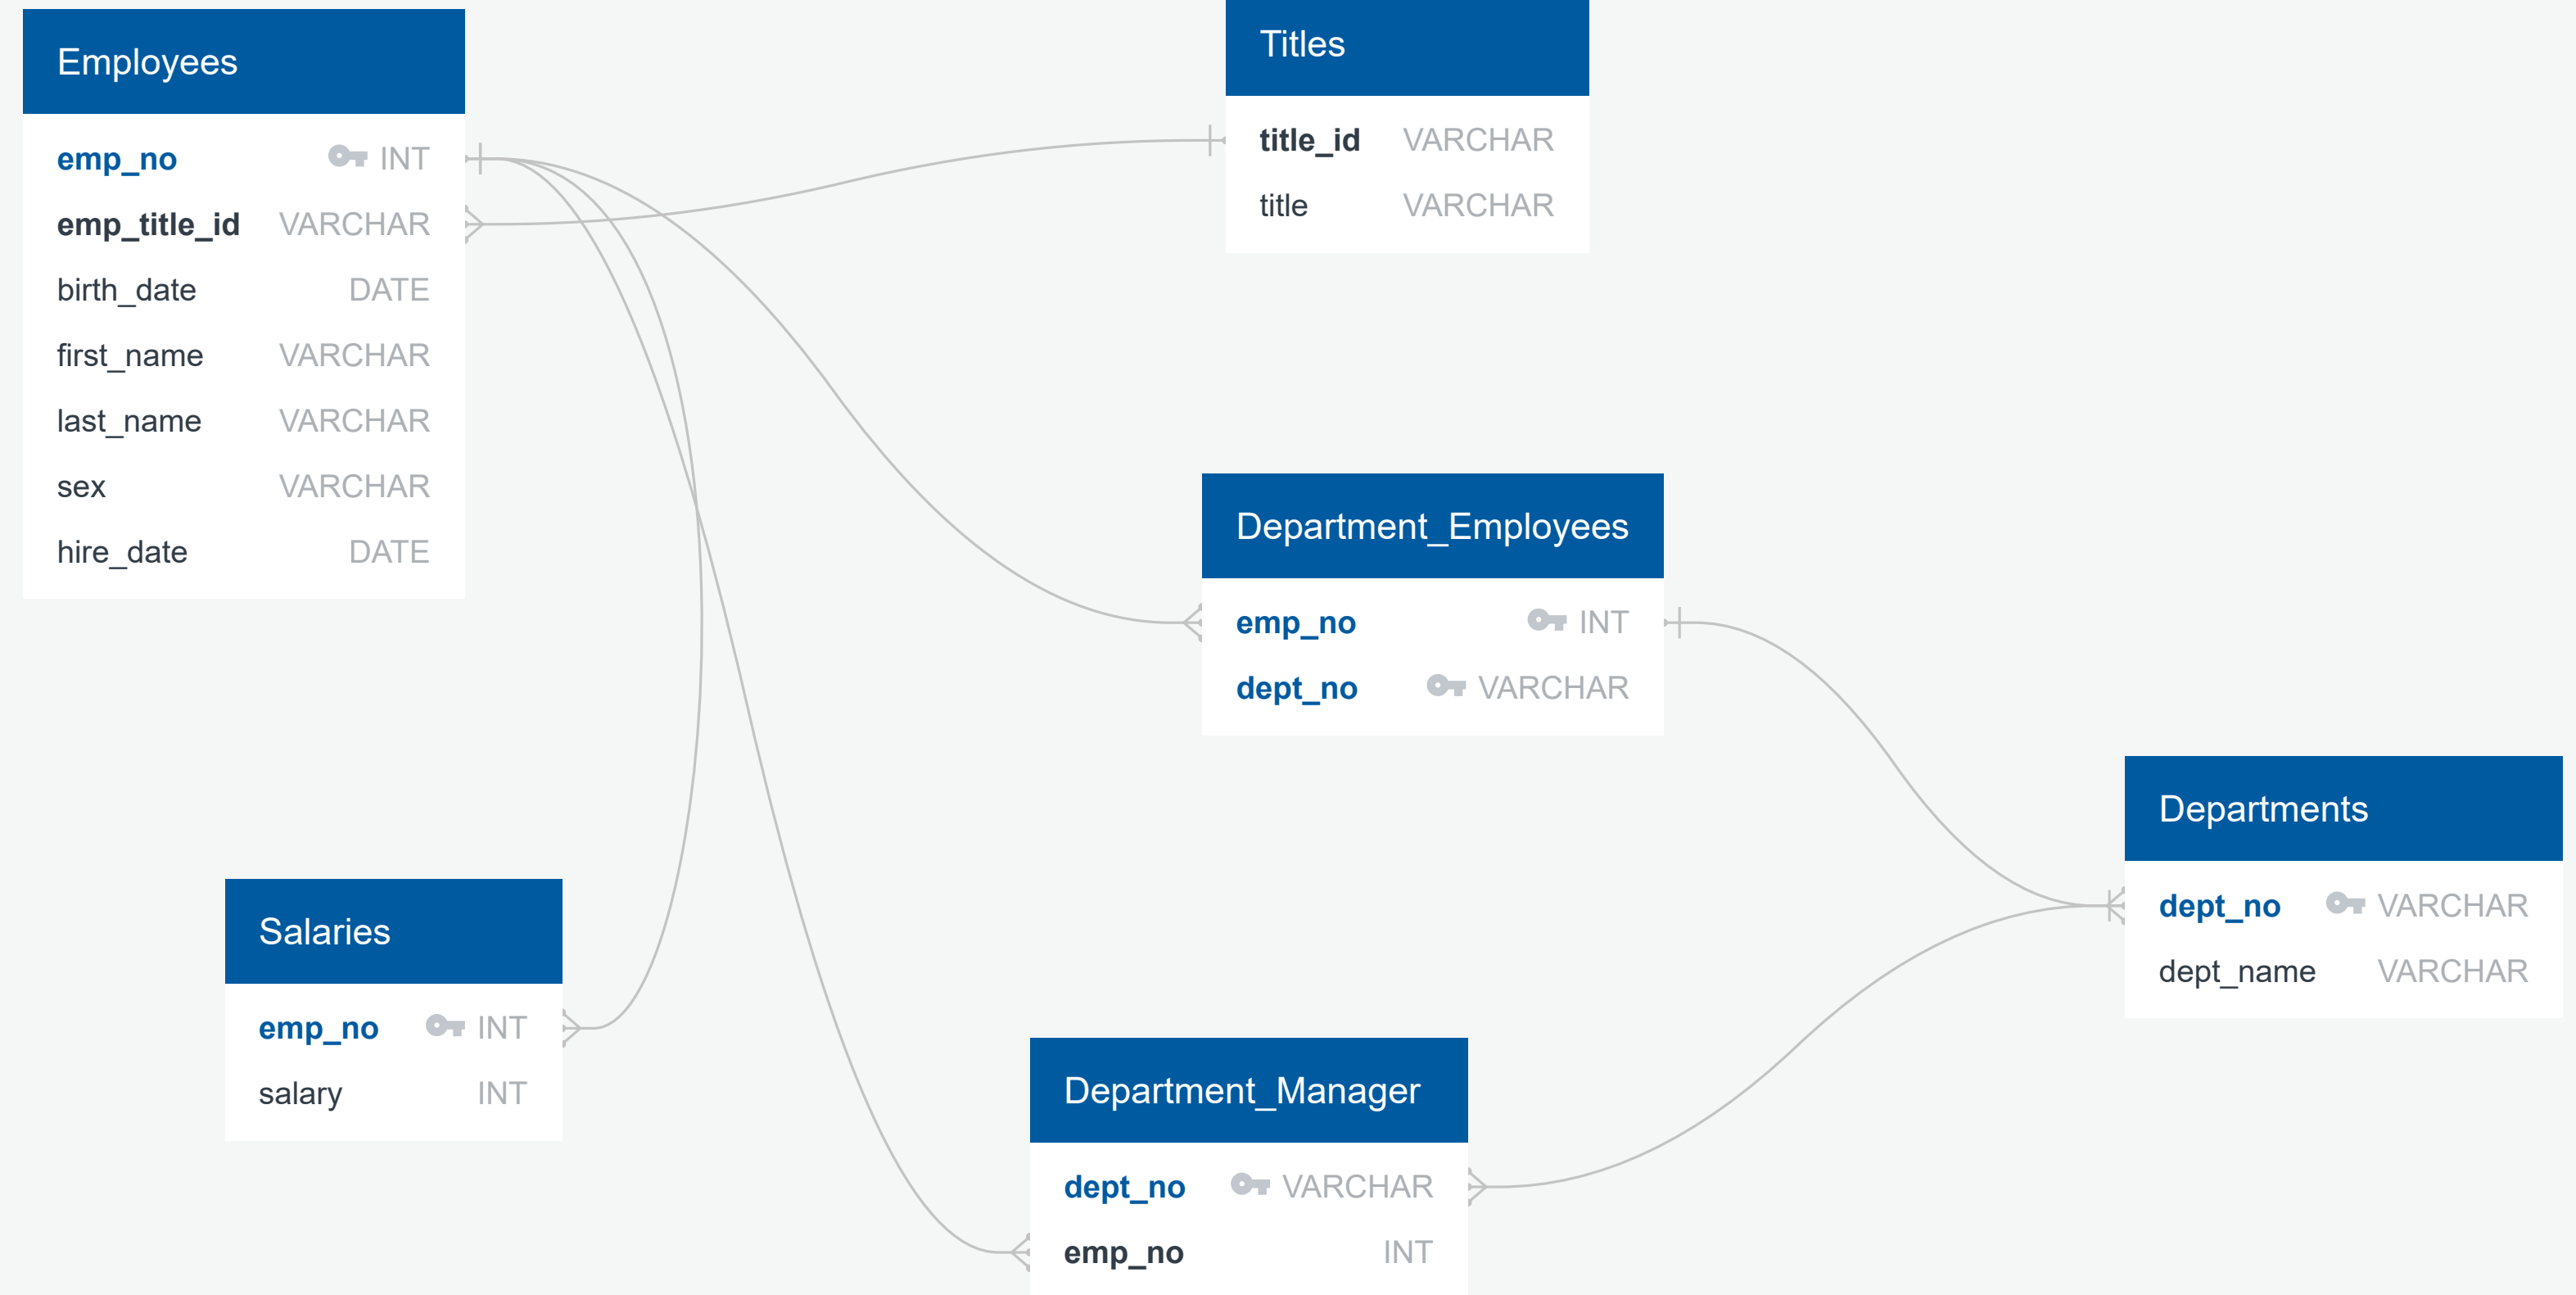 Employees
emp_no INT
emp_title_id VARCHAR
birth_date DATE
first_name VARCHAR
last_name VARCHAR
sex VARCHAR
hire_date DATE
Titles
title_id VARCHAR
title VARCHAR
Department_Employees
emp_no INT
dept_no VARCHAR
Departments
dept_no VARCHAR
dept_name VARCHAR
Salaries
emp_no INT
salary INT
Department_Manager
dept_no VARCHAR
emp_no INT